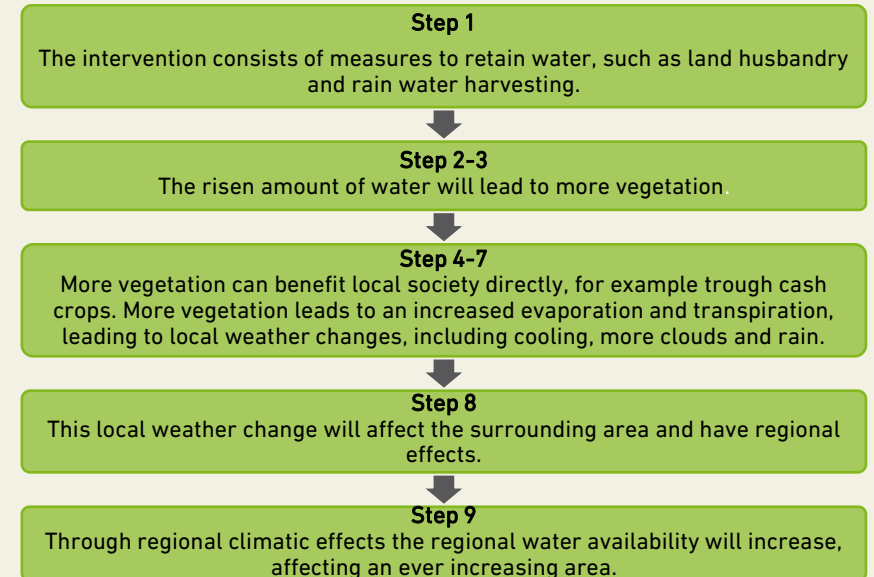 Step 1
The intervention consists of measures to retain water, such as land husbandry
and rain water harvesting.
Step 2-3
The risen amount of water will lead to more vegetation.
Step 4-7
More vegetation can benefit local society directly, for example trough cash
crops. More vegetation leads to an increased evaporation and transpiration,
leading to local weather changes, including cooling, more clouds and rain.
Step 8
This local weather change will affect the surrounding area and have regional
effects.
Step 9
Through regional climatic effects the regional water availability will increase,
affecting an ever increasing area.